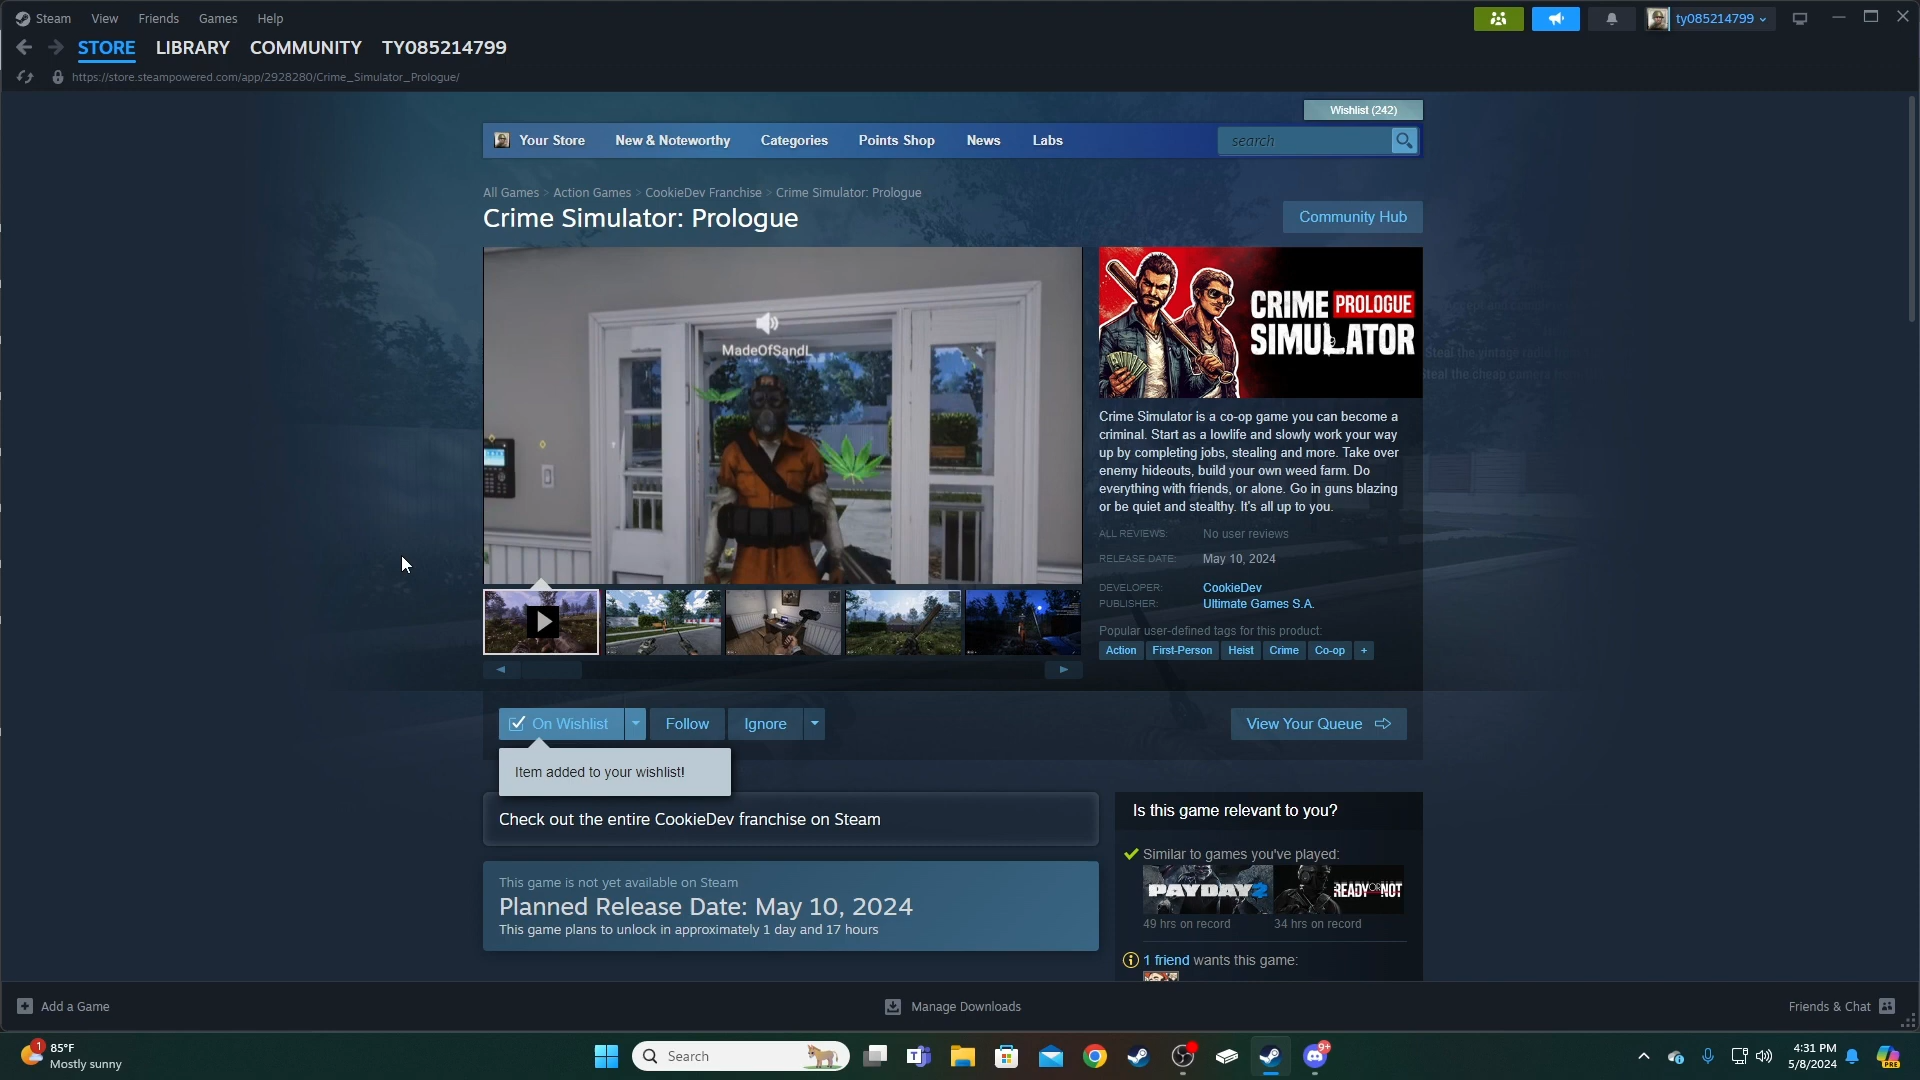 Steam View Friends Games Help
ty085214799
STORE LIBRARY COMMUNITY TY085214799
https://store.steampowered.com/app/2928280/Crime_Simulator_Prologue/
Wishlist (242)
Your Store New & Noteworthy Categories Points Shop News Labs search
All Games > Action Games > CookieDev Franchise > Crime Simulator: Prologue
Crime Simulator: Prologue
Community Hub
MadeOfSandL
CRIME PROLOGUE
SIMULATOR
Steal the vintage radio
Steal the cheap camera
Crime Simulator is a co-op game you can become a
criminal. Start as a lowlife and slowly work your way
up by completing jobs, stealing and more. Take over
enemy hideouts, build your own weed farm. Do
everything with friends, or alone. Go in guns blazing
or be quiet and stealthy. It's all up to you.
ALL REVIEWS: No user reviews
RELEASE DATE: May 10, 2024
DEVELOPER: CookieDev
PUBLISHER: Ultimate Games S.A.
Popular user-defined tags for this product:
Action First-Person Heist Crime Co-op +
On Wishlist Follow Ignore
View Your Queue
Item added to your wishlist!
Check out the entire CookieDev franchise on Steam
This game is not yet available on Steam
Planned Release Date: May 10, 2024
This game plans to unlock in approximately 1 day and 17 hours
Is this game relevant to you?
Similar to games you've played:
PAYDAY 2
READY OR NOT
49 hrs on record 34 hrs on record
1 friend wants this game:
Add a Game
Manage Downloads
Friends & Chat
1
85°F
Mostly sunny
Search
9+
4:31 PM
5/8/2024
PRE